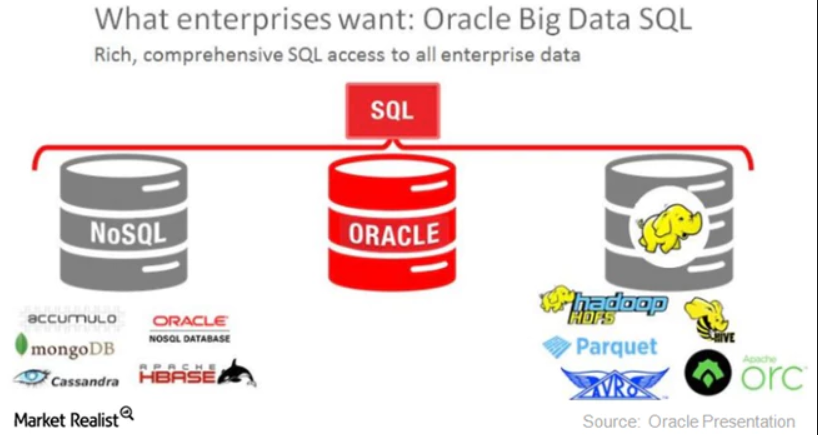 What enterprises want: Oracle Big Data SQL
Rich, comprehensive SQL access to all enterprise data
SQL
NoSQL
ORACLE
accumulo
ORACLE
NOSQL DATABASE
mongoDB
Cassandra
APACHE
HBASE
hadoop
HDFS
HIVE
Parquet
AVRO
Apache
orc
Market Realist
Source: Oracle Presentation